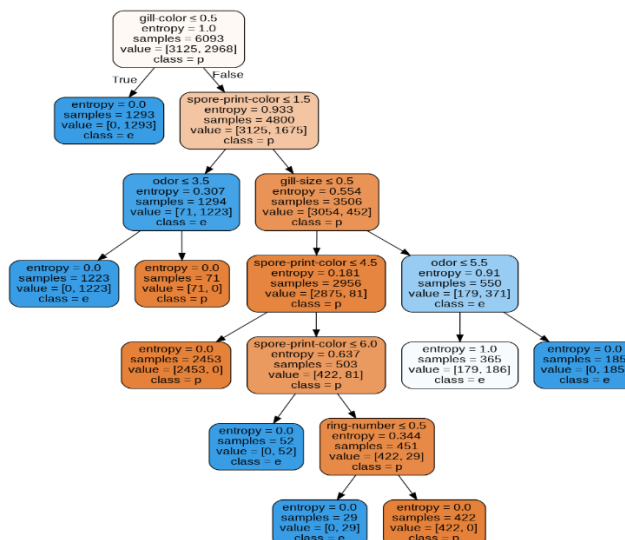 gill-color ≤ 0.5
entropy = 1.0
samples = 6093
value = [3125, 2968]
class = p
True
False
entropy = 0.0
samples = 1293
value = [0, 1293]
class = e
spore-print-color ≤ 1.5
entropy = 0.933
samples = 4800
value = [3125, 1675]
class = p
odor ≤ 3.5
entropy = 0.307
samples = 1294
value = [71, 1223]
class = e
gill-size ≤ 0.5
entropy = 0.554
samples = 3506
value = [3054, 452]
class = p
entropy = 0.0
samples = 1223
value = [0, 1223]
class = e
entropy = 0.0
samples = 71
value = [71, 0]
class = p
spore-print-color ≤ 4.5
entropy = 0.181
samples = 2956
value = [2875, 81]
class = p
odor ≤ 5.5
entropy = 0.91
samples = 550
value = [179, 371]
class = e
entropy = 0.0
samples = 2453
value = [2453, 0]
class = p
spore-print-color ≤ 6.0
entropy = 0.637
samples = 503
value = [422, 81]
class = p
entropy = 1.0
samples = 365
value = [179, 186]
class = e
entropy = 0.0
samples = 185
value = [0, 185]
class = e
entropy = 0.0
samples = 52
value = [0, 52]
class = e
ring-number ≤ 0.5
entropy = 0.344
samples = 451
value = [422, 29]
class = p
entropy = 0.0
samples = 29
value = [0, 29]
class = e
entropy = 0.0
samples = 422
value = [422, 0]
class = p